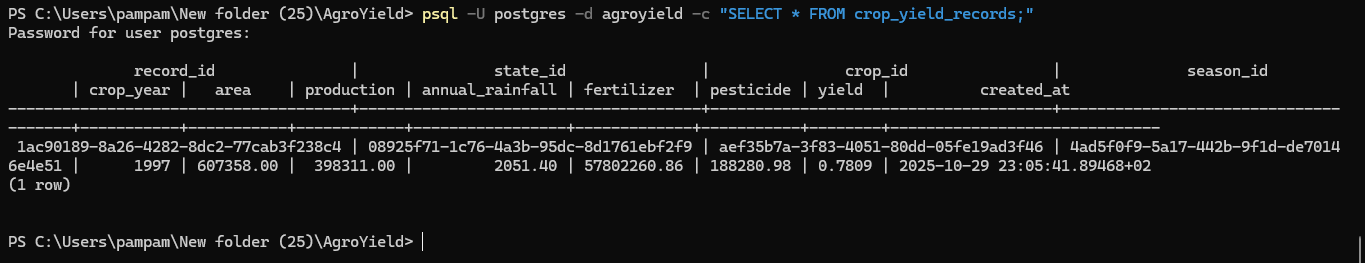 PS C:\Users\pampam\New folder (25)\AgroYield> psql -U postgres -d agroyield -c "SELECT * FROM crop_yield_records;"
Password for user postgres:
              record_id               |               state_id               |               crop_id                |              season_id
       | crop_year |   area    | production | annual_rainfall | fertilizer  | pesticide | yield  |          created_at
--------------------------------------+--------------------------------------+--------------------------------------+-------------------------------
-------+-----------+-----------+------------+-----------------+-------------+-----------+--------+------------------------------
 1ac90189-8a26-4282-8dc2-77cab3f238c4 | 08925f71-1c76-4a3b-95dc-8d1761ebf2f9 | aef35b7a-3f83-4051-80dd-05fe19ad3f46 | 4ad5f0f9-5a17-442b-9f1d-de7014
6e4e51 |      1997 | 607358.00 |  398311.00 |         2051.40 | 57802260.86 | 188280.98 | 0.7809 | 2025-10-29 23:05:41.89468+02
(1 row)
PS C:\Users\pampam\New folder (25)\AgroYield>